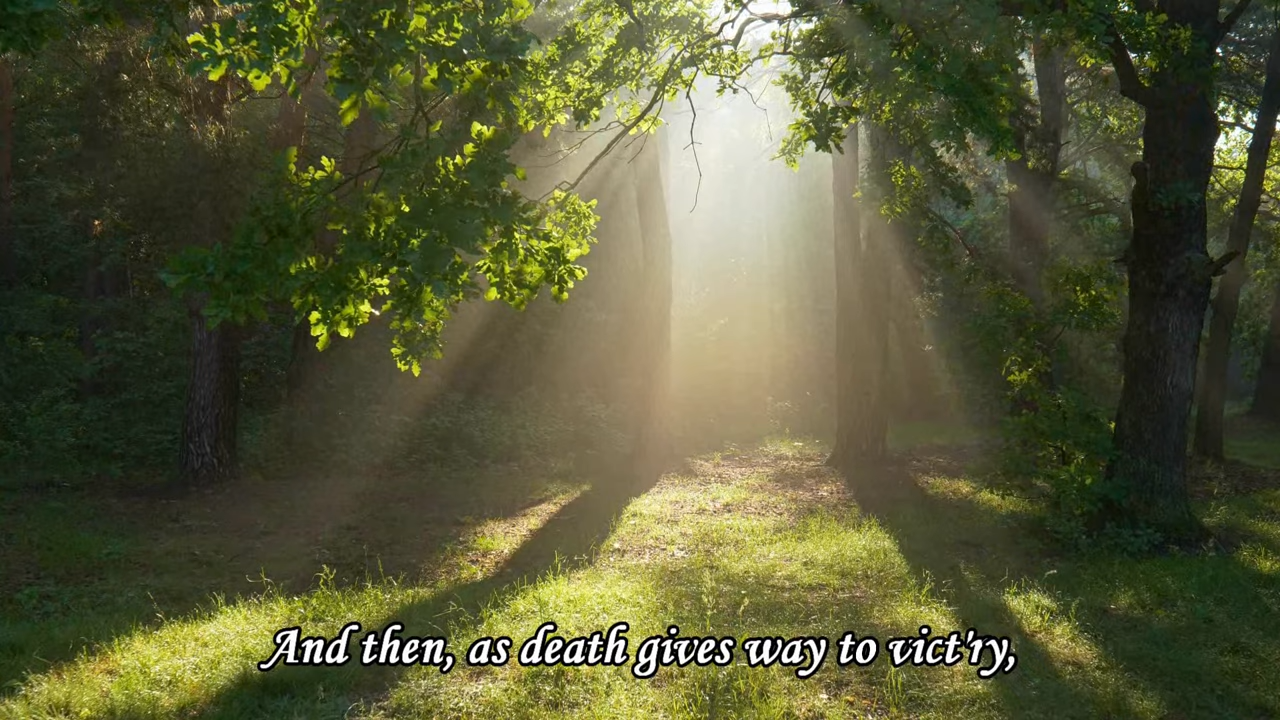 And then, as death gives way to vict'ry,